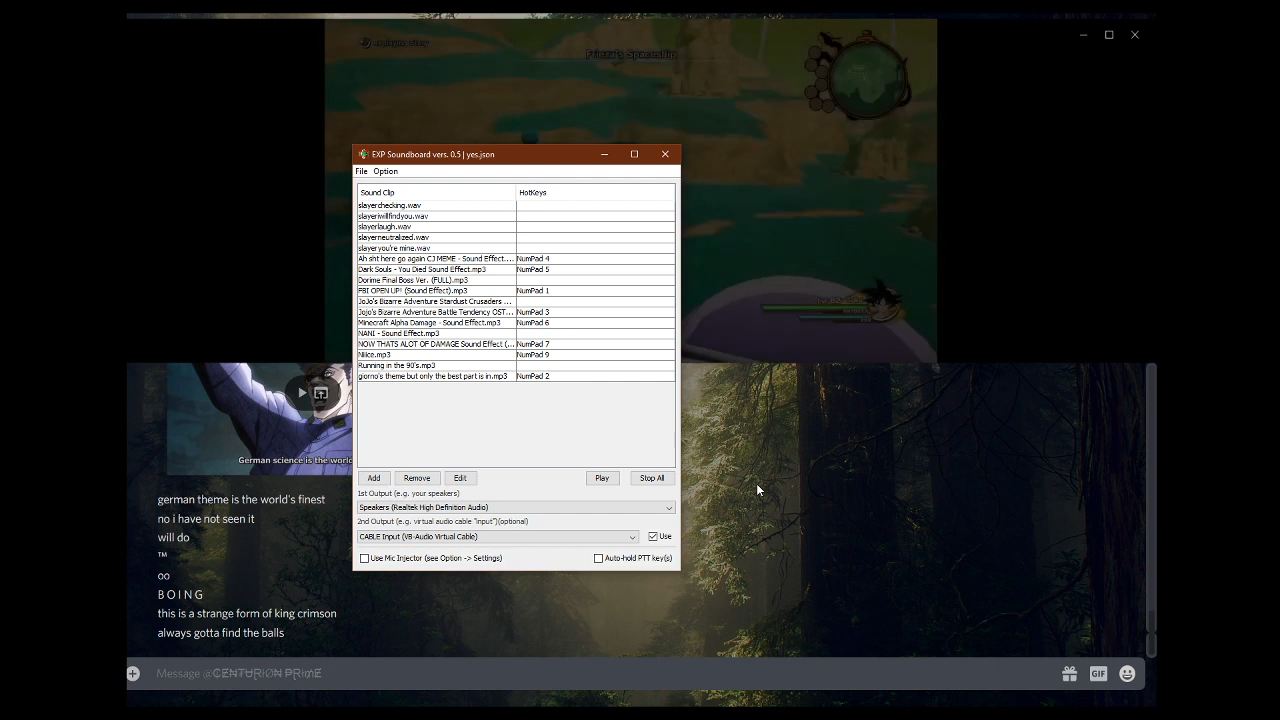 Frieza's Spaceship
EXP Soundboard vers. 0.5 | yes.json
File Option
Sound Clip HotKeys
slayerchecking.wav
slayeriwillfindyou.wav
slayerlaugh.wav
slayerneutralized.wav
slayeryou're mine.wav
Ah sht here go again CJ MEME - Sound Effect.... NumPad 4
Dark Souls - You Died Sound Effect.mp3 NumPad 5
Dorime Final Boss Ver. (FULL).mp3
FBI OPEN UP! (Sound Effect).mp3 NumPad 1
JoJo's Bizarre Adventure Stardust Crusaders ...
Jojo's Bizarre Adventure Battle Tendency OST... NumPad 3
Minecraft Alpha Damage - Sound Effect.mp3 NumPad 6
NANI - Sound Effect.mp3
NOW THATS ALOT OF DAMAGE Sound Effect (... NumPad 7
Niiice.mp3 NumPad 9
Running in the 90's.mp3
giorno's theme but only the best part is in.mp3 NumPad 2
Add Remove Edit Play Stop All
1st Output (e.g. your speakers)
Speakers (Realtek High Definition Audio)
2nd Output (e.g. virtual audio cable "input")(optional)
CABLE Input (VB-Audio Virtual Cable) Use
Use Mic Injector (see Option -> Settings) Auto-hold PTT key(s)
German science is the world
german theme is the world's finest
no i have not seen it
will do
™
oo
B O I N G
this is a strange form of king crimson
always gotta find the balls
Message @CENTURION PRIME
GIF